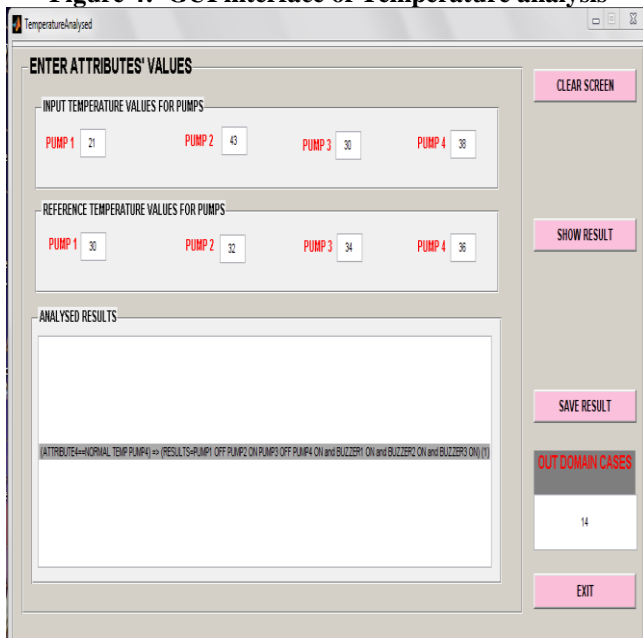 Figure 4: GUI interface of Temperature analysis
TemperatureAnalysed
ENTER ATTRIBUTES' VALUES
CLEAR SCREEN
INPUT TEMPERATURE VALUES FOR PUMPS
PUMP 1 21 PUMP 2 43 PUMP 3 30 PUMP 4 38
REFERENCE TEMPERATURE VALUES FOR PUMPS
PUMP 1 30 PUMP 2 32 PUMP 3 34 PUMP 4 36
SHOW RESULT
ANALYSED RESULTS
(ATTRIBUTE4==NORMAL TEMP PUMP4) => (RESULTS=PUMP1 OFF PUMP2 ON PUMP3 OFF PUMP4 ON and BUZZER1 ON and BUZZER2 ON and BUZZER3 ON) (1)
SAVE RESULT
OUT DOMAIN CASES
14
EXIT